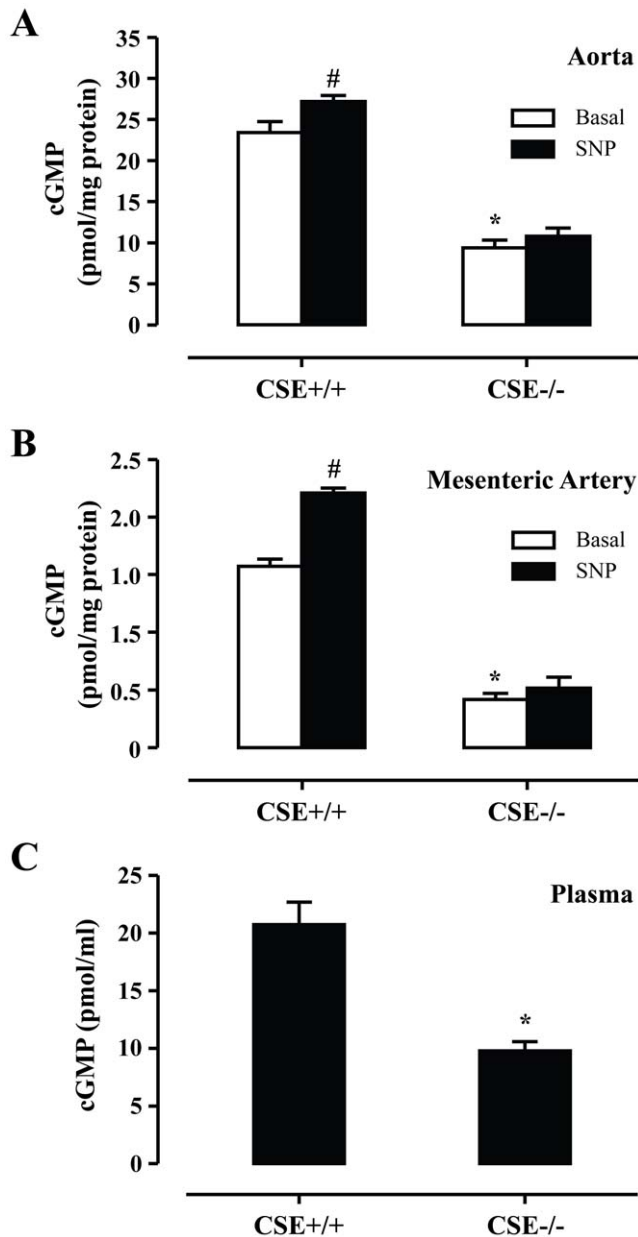 A
35
30
25
20
15
10
5
0
cGMP
(pmol/mg protein)
Aorta
Basal
SNP
#
*
CSE+/+ CSE-/-
B
2.5
2.0
1.0
1.5
0.5
0
cGMP
(pmol/mg protein)
Mesenteric Artery
Basal
SNP
#
*
CSE+/+ CSE-/-
C
25
20
15
10
5
0
cGMP (pmol/ml)
Plasma
*
CSE+/+ CSE-/-